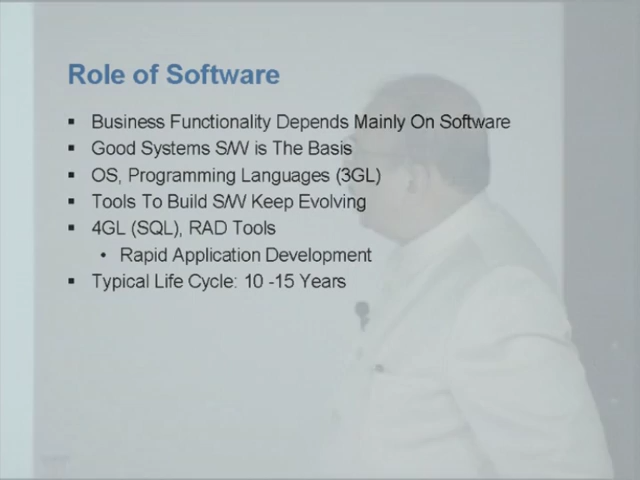 Role of Software
▪ Business Functionality Depends Mainly On Software
▪ Good Systems S/W is The Basis
▪ OS, Programming Languages (3GL)
▪ Tools To Build S/W Keep Evolving
▪ 4GL (SQL), RAD Tools
• Rapid Application Development
▪ Typical Life Cycle: 10 -15 Years